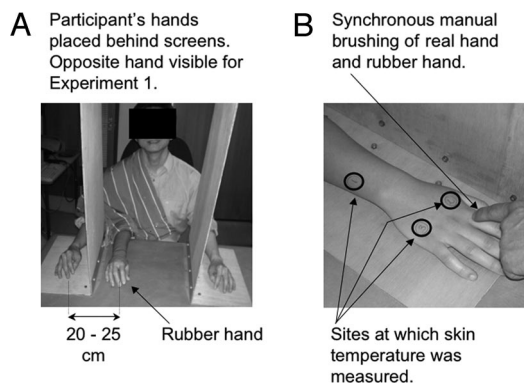 A
Participant's hands
placed behind screens.
Opposite hand visible for
Experiment 1.
20 - 25
cm
Rubber hand
B
Synchronous manual
brushing of real hand
and rubber hand.
Sites at which skin
temperature was
measured.